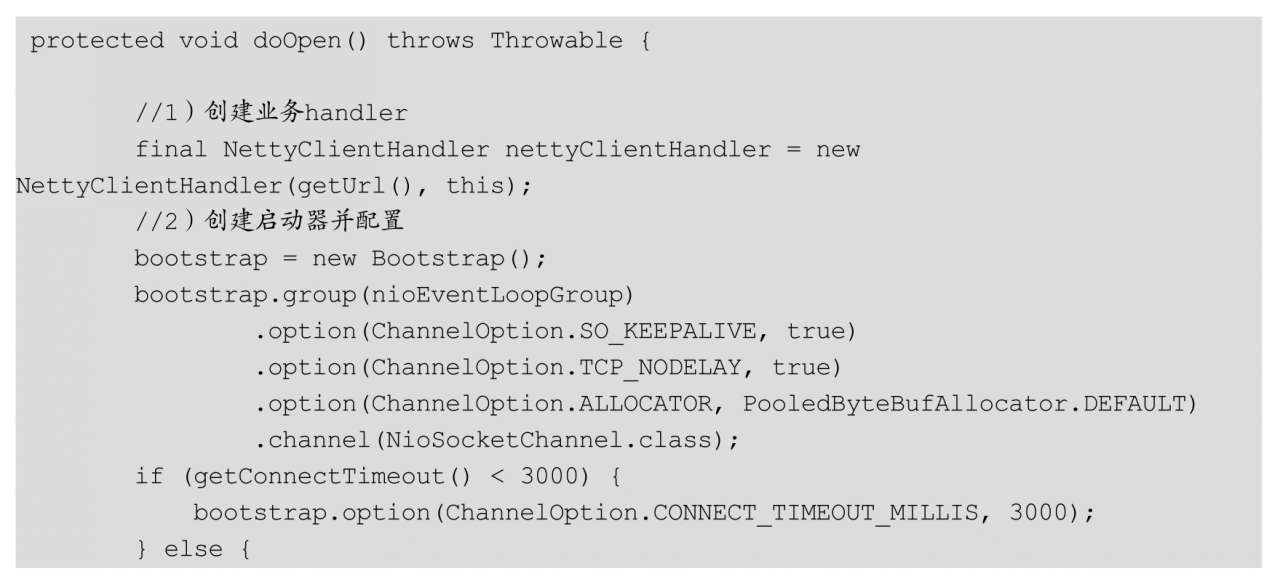 protected void doOpen() throws Throwable {
//1）创建业务handler
final NettyClientHandler nettyClientHandler = new
NettyClientHandler(getUrl(), this);
//2）创建启动器并配置
bootstrap = new Bootstrap();
bootstrap.group(nioEventLoopGroup)
.option(ChannelOption.SO_KEEPALIVE, true)
.option(ChannelOption.TCP_NODELAY, true)
.option(ChannelOption.ALLOCATOR, PooledByteBufAllocator.DEFAULT)
.channel(NioSocketChannel.class);
if (getConnectTimeout() < 3000) {
bootstrap.option(ChannelOption.CONNECT_TIMEOUT_MILLIS, 3000);
} else {